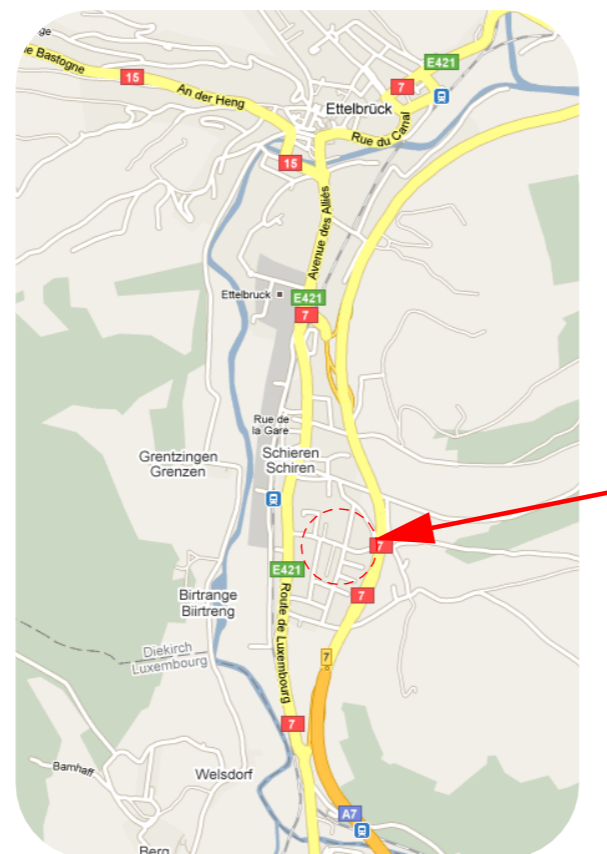 ge
e Bastogne
E421
15
7
An der Heng
Ettelbrück
Rue du Canal
15
Avenue des Alliés
Ettelbruck
E421
7
Rue de
la Gare
Schieren
Schiren
Grentzingen
Grenzen
7
E421
Birtrange
Biirtreng
7
Route de Luxembourg
Diekirch
Luxembourg
7
7
Bamhaff
Welsdorf
A7
Berg